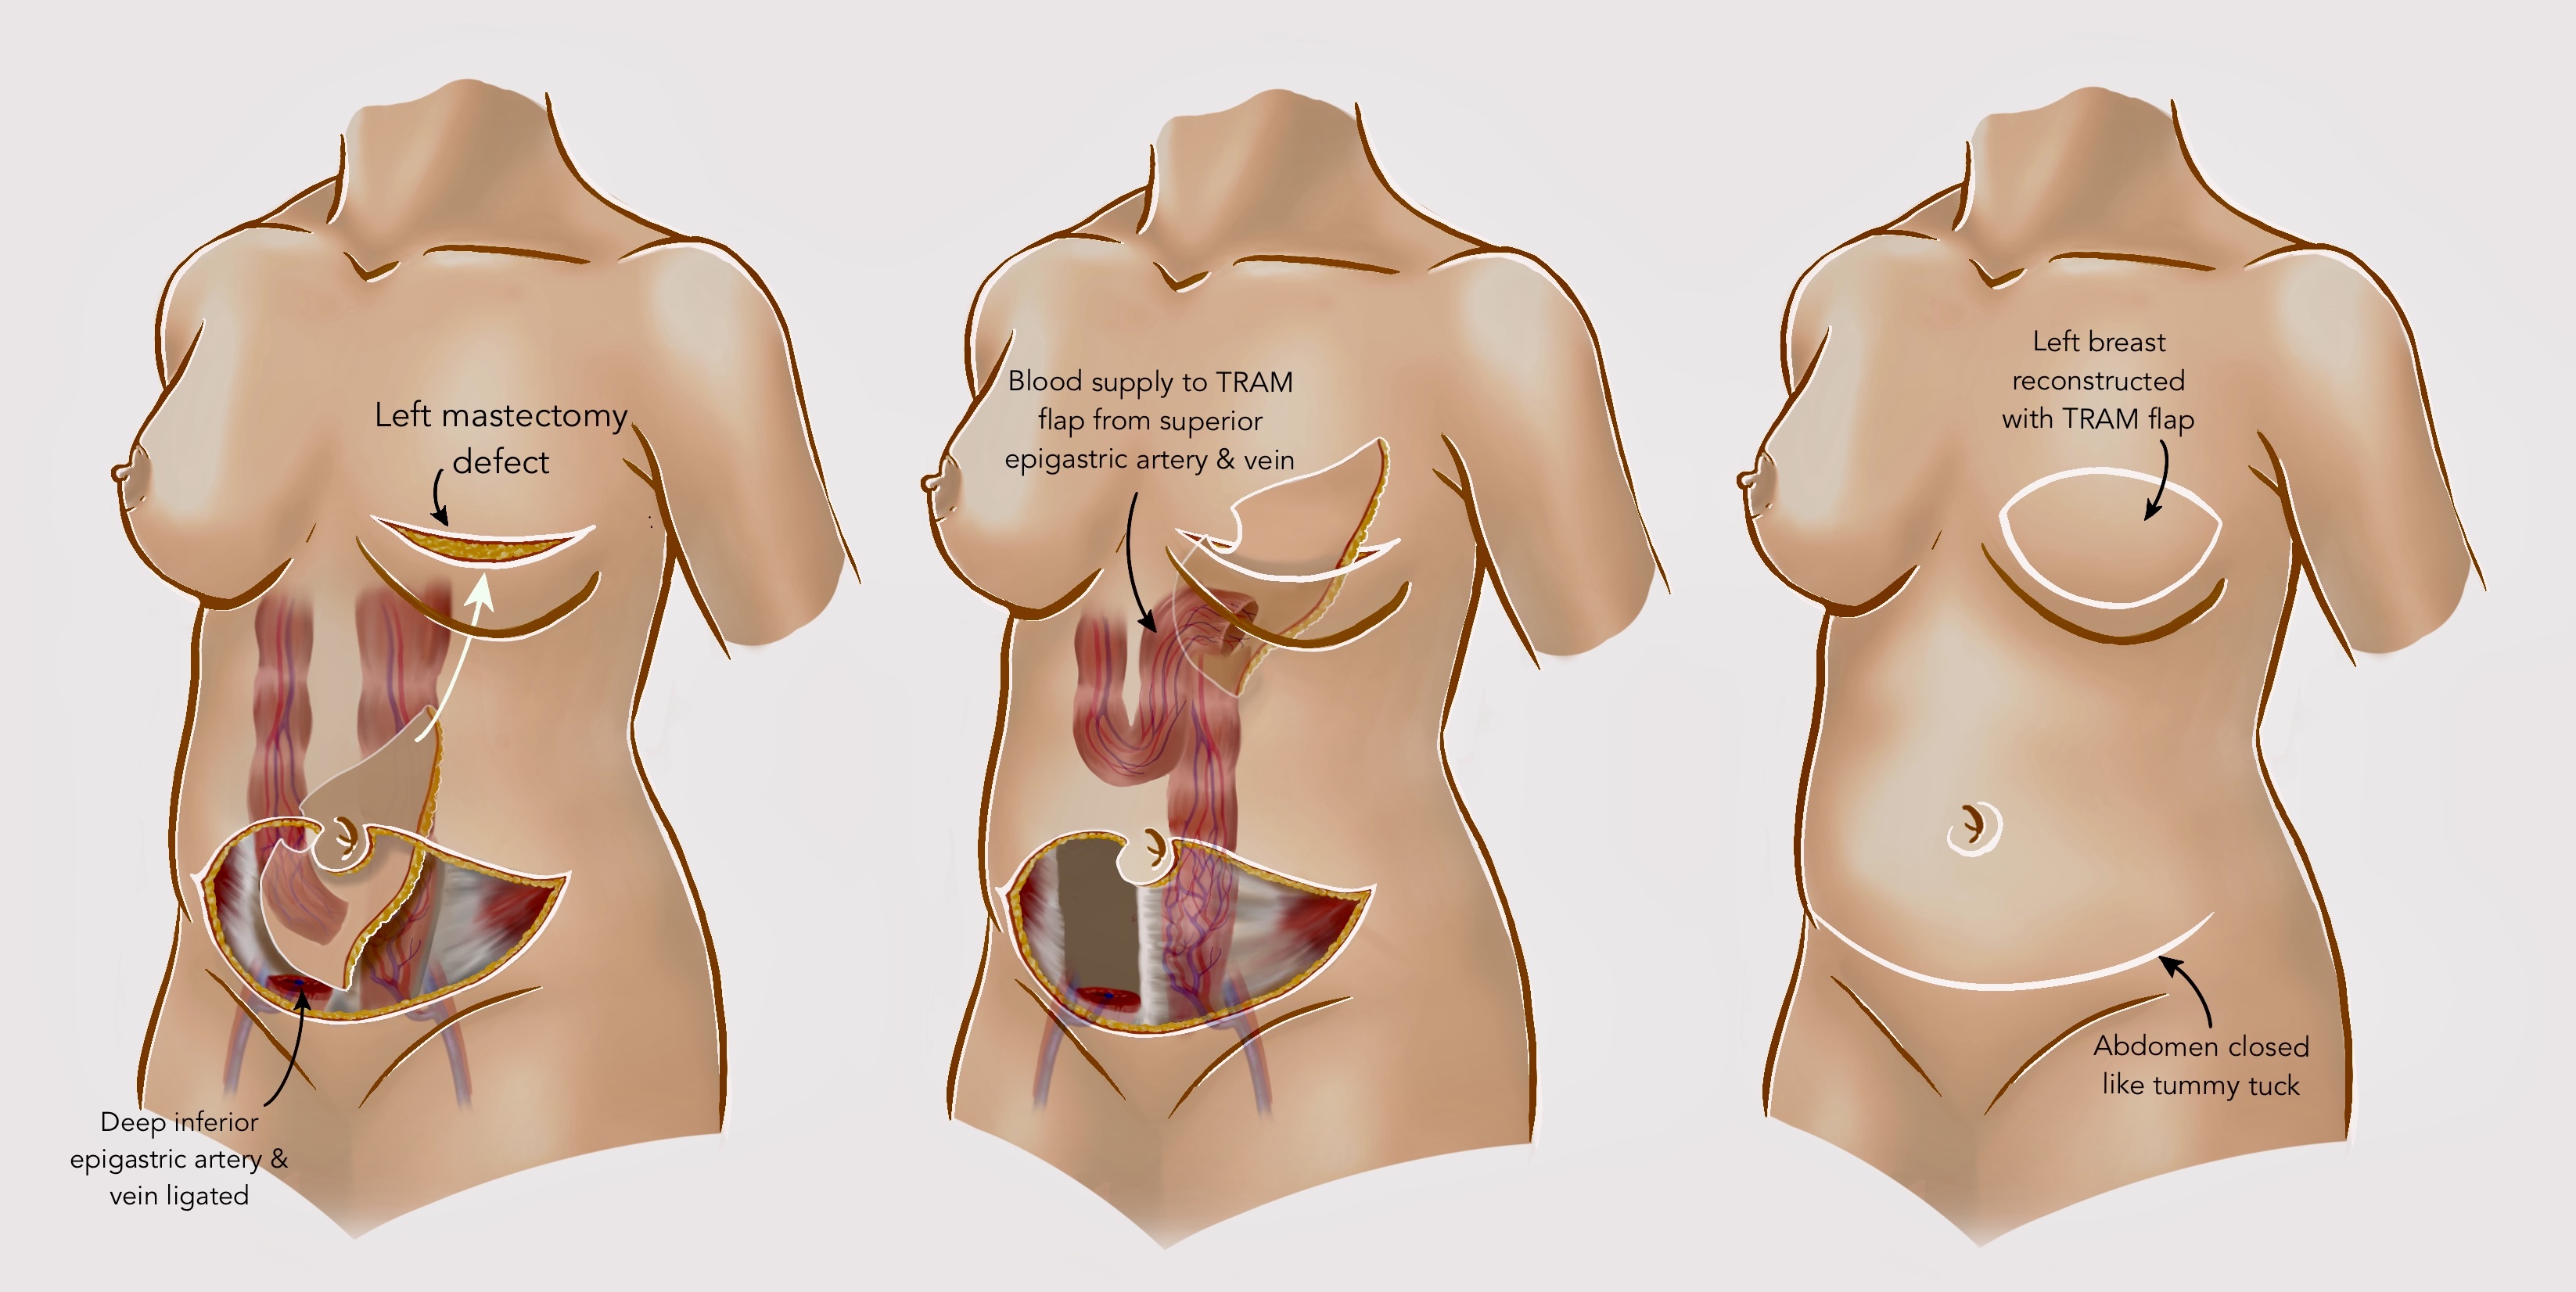 Left mastectomy
defect
Deep inferior
epigastric artery &
vein ligated
Blood supply to TRAM
flap from superior
epigastric artery & vein
Left breast
reconstructed
with TRAM flap
Abdomen closed
like tummy tuck